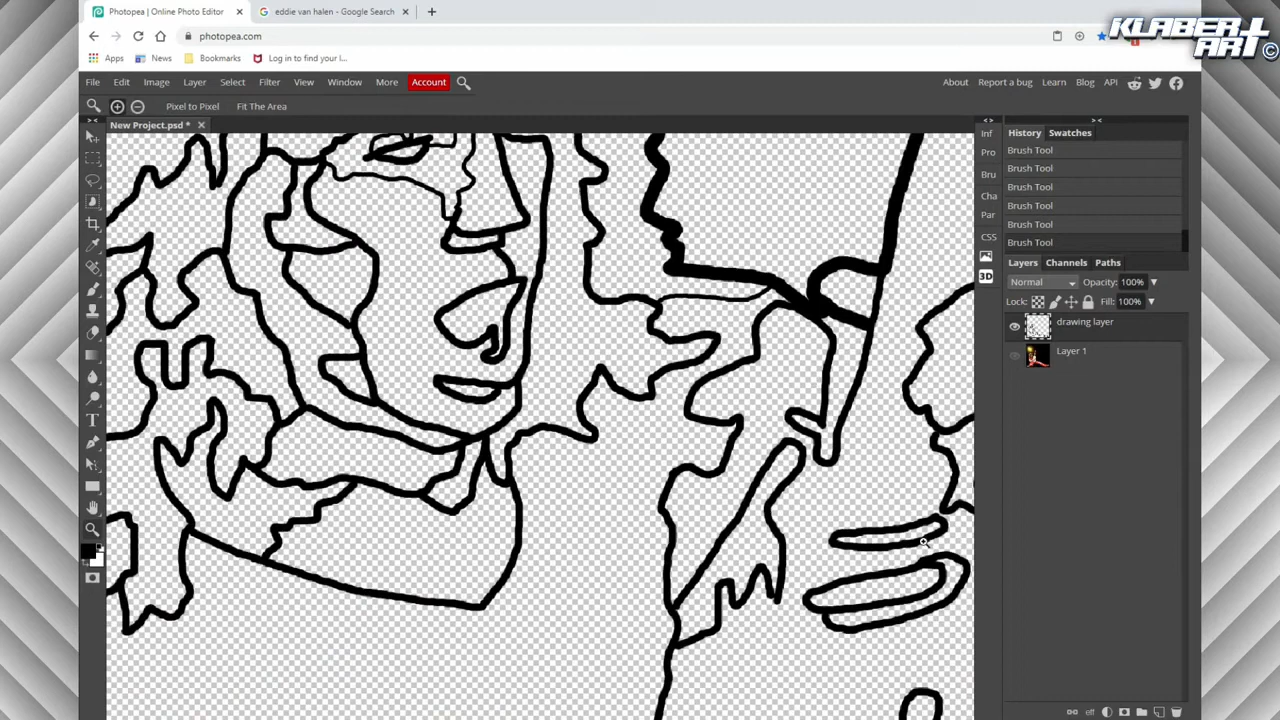 Photopea | Online Photo Editor
eddie van halen - Google Search
KLABERT
ART ©
photopea.com
Apps News Bookmarks Log in to find your l...
File Edit Image Layer Select Filter View Window More Account
About Report a bug Learn Blog API
Pixel to Pixel Fit The Area
New Project.psd *
Inf
Pro
Bru
Cha
Par
CSS
3D
History Swatches
Brush Tool
Brush Tool
Brush Tool
Brush Tool
Brush Tool
Brush Tool
Layers Channels Paths
Normal Opacity: 100%
Lock: Fill: 100%
drawing layer
Layer 1
eff